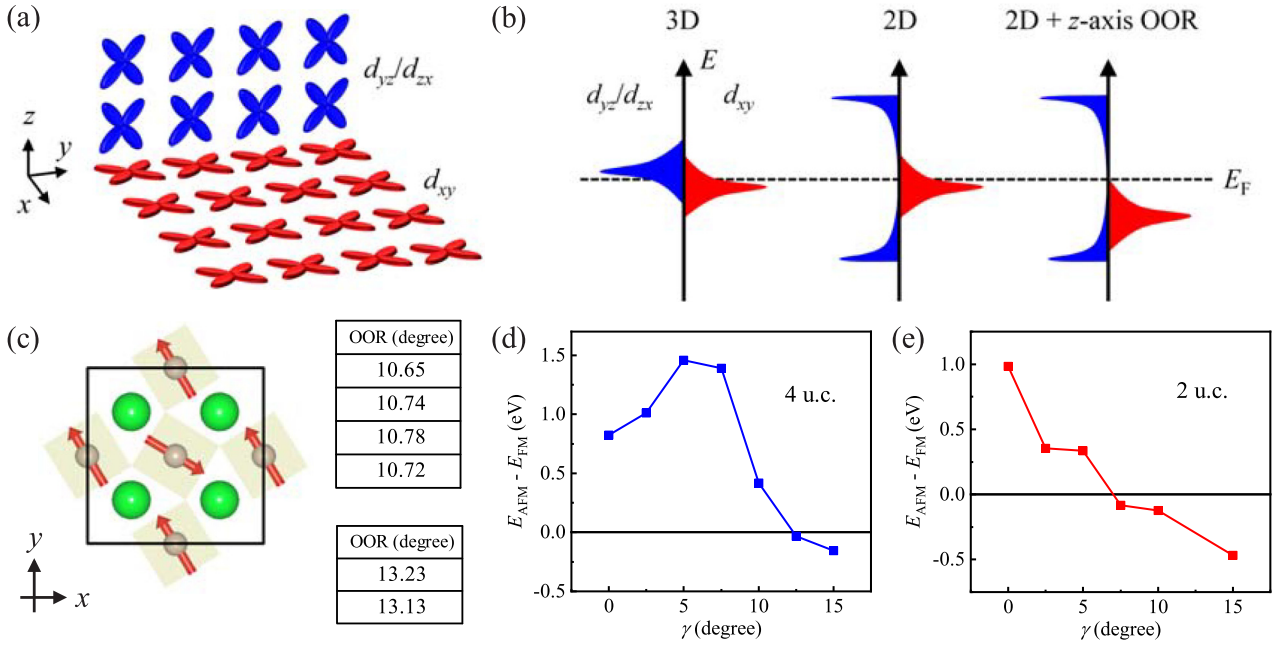 (a)
d_yz/d_zx
z
y
x
d_xy
(b)
3D
2D
2D + z-axis OOR
E
d_yz/d_zx
d_xy
E_F
(c)
y
x
OOR (degree)
10.65
10.74
10.78
10.72
OOR (degree)
13.23
13.13
(d)
E_AFM - E_FM (eV)
1.5
1.0
0.5
0.0
-0.5
4 u.c.
0
5
10
15
γ (degree)
(e)
E_AFM - E_FM (eV)
1.0
0.5
0.0
-0.5
2 u.c.
0
5
10
15
γ (degree)